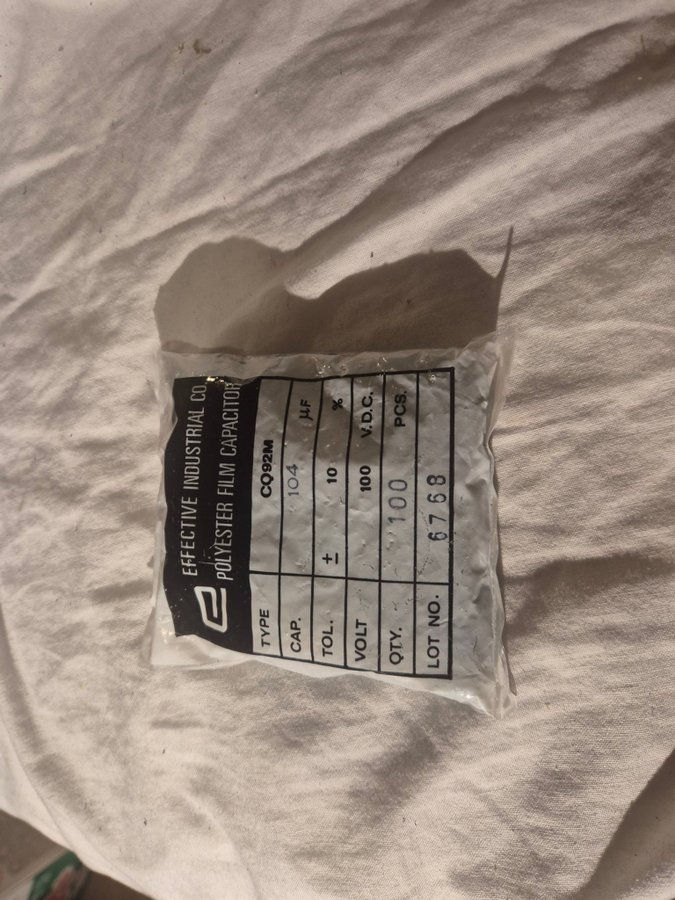 EFFECTIVE INDUSTRIAL CO.
POLYESTER FILM CAPACITOR
TYPE CQ92M
CAP. 104 μF
TOL. ± 10 %
VOLT 100 V.D.C.
QTY. 100 PCS.
LOT NO. 6768